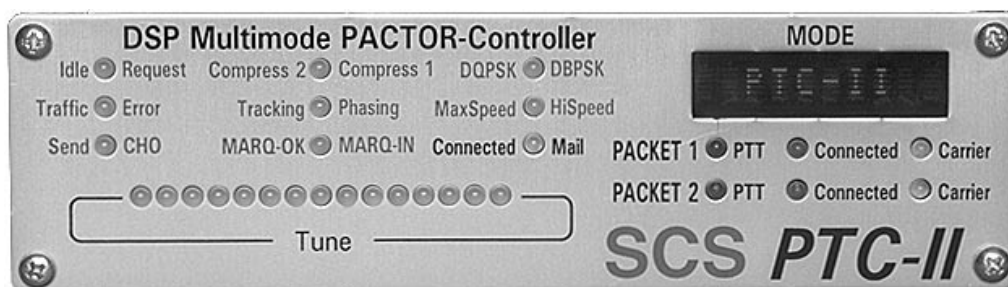 DSP Multimode PACTOR-Controller
MODE
Idle Request Compress 2 Compress 1 DQPSK DBPSK
PTC-II
Traffic Error Tracking Phasing MaxSpeed HiSpeed
Send CHO MARQ-OK MARQ-IN Connected Mail
PACKET 1 PTT Connected Carrier
PACKET 2 PTT Connected Carrier
Tune
SCS PTC-II